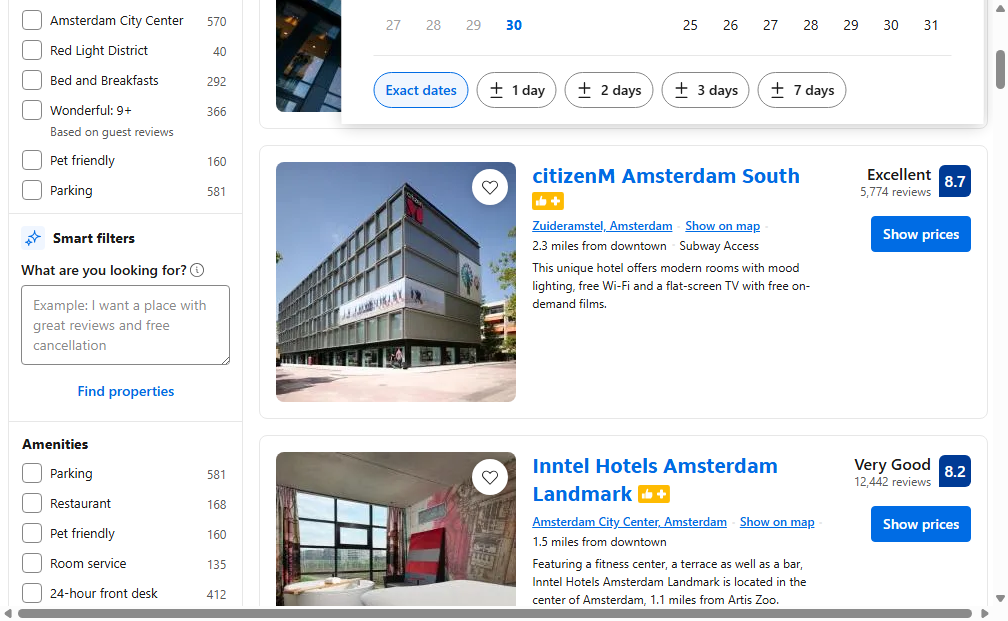 Amsterdam City Center 570
Red Light District 40
Bed and Breakfasts 292
Wonderful: 9+ 366
Based on guest reviews
Pet friendly 160
Parking 581
Smart filters
What are you looking for?
Example: I want a place with
great reviews and free
cancellation
Find properties
Amenities
Parking 581
Restaurant 168
Pet friendly 160
Room service 135
24-hour front desk 412
27 28 29 30 25 26 27 28 29 30 31
Exact dates ± 1 day ± 2 days ± 3 days ± 7 days
citizenM Amsterdam South
Excellent 8.7
5,774 reviews
Zuideramstel, Amsterdam Show on map
2.3 miles from downtown Subway Access
This unique hotel offers modern rooms with mood
lighting, free Wi-Fi and a flat-screen TV with free on-
demand films.
Show prices
Inntel Hotels Amsterdam
Landmark
Very Good 8.2
12,442 reviews
Amsterdam City Center, Amsterdam Show on map
1.5 miles from downtown
Featuring a fitness center, a terrace as well as a bar,
Inntel Hotels Amsterdam Landmark is located in the
center of Amsterdam, 1.1 miles from Artis Zoo.
Show prices